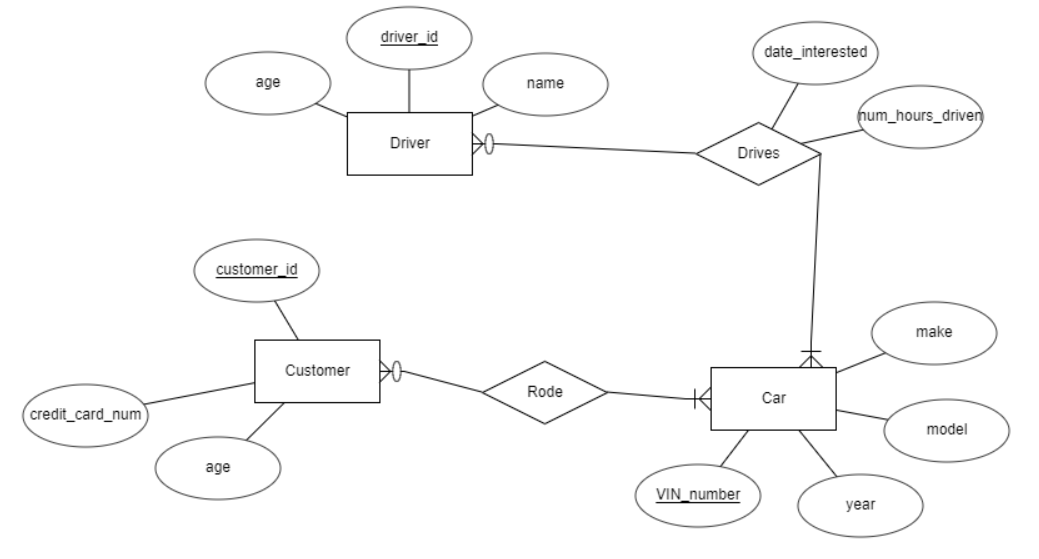 driver_id
age
name
Driver
date_interested
num_hours_driven
Drives
customer_id
Customer
credit_card_num
age
Rode
make
Car
model
VIN_number
year